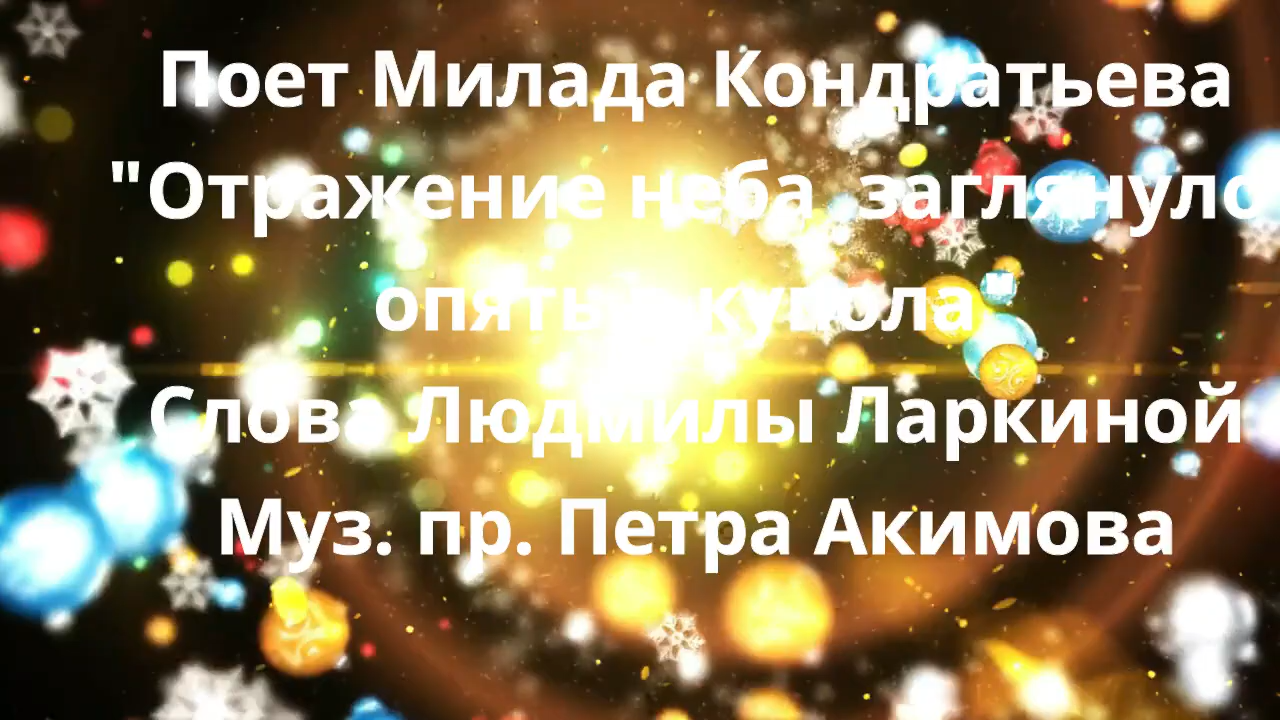 Поет Милада Кондратьева
"Отражение неба заглянуло
опять в купола"
Слова Людмилы Ларкиной
Муз. пр. Петра Акимова